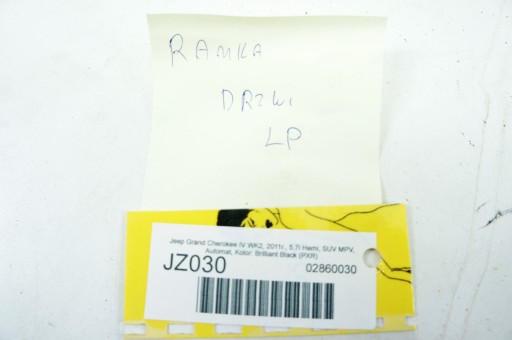 RAMKA
DRZWI
LP
Jeep Grand Cherokee IV WK2, 2011r., 5.7i Hemi, SUV MPV,
Automat, Kolor: Brilliant Black (PXR)
JZ030
02860030